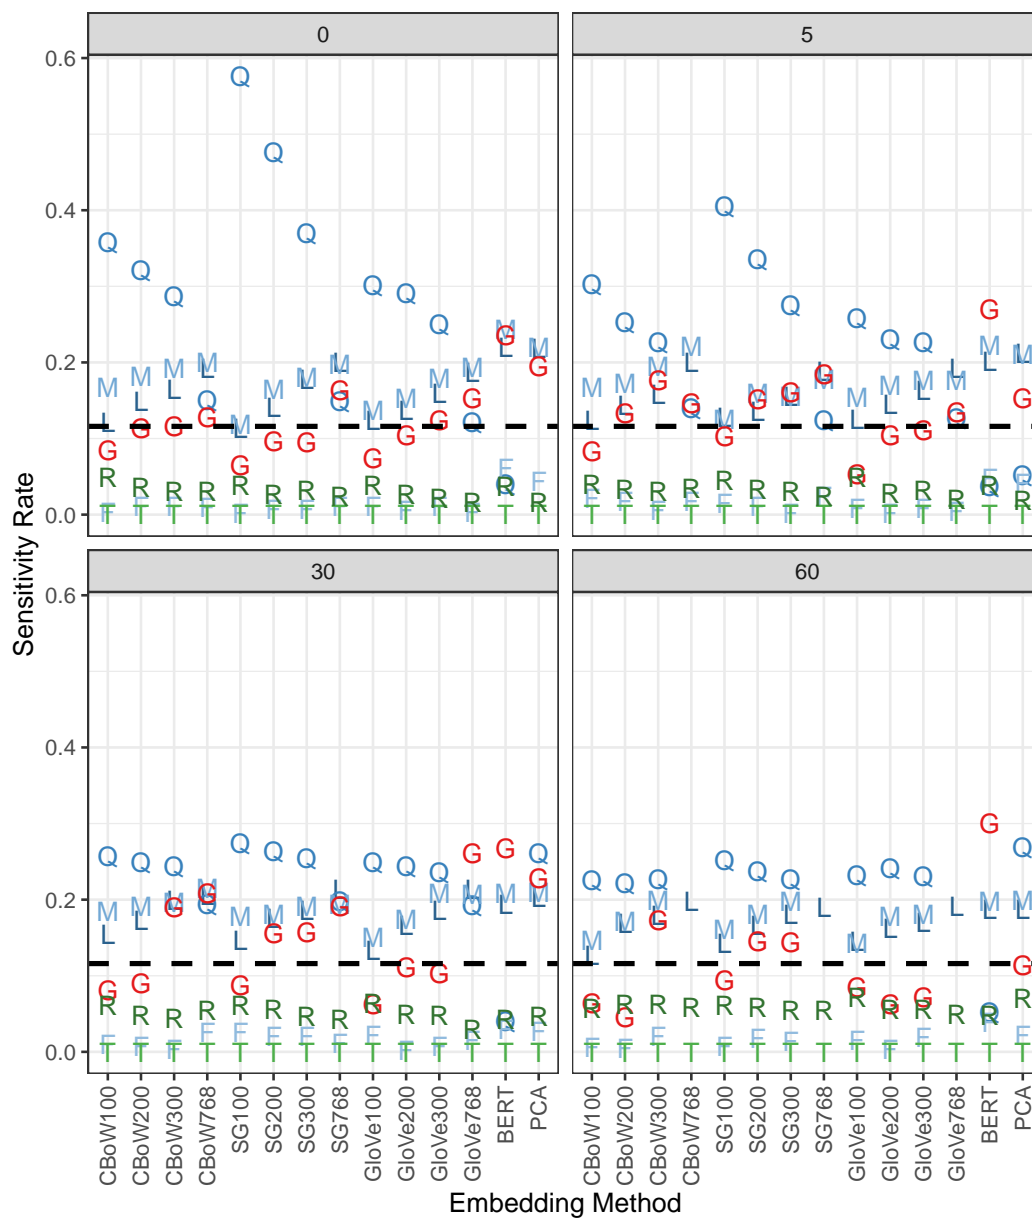 0 5
0.6
0.4
0.2
0.0
30 60
0.6
0.4
0.2
0.0
Sensitivity Rate
CBoW100 CBoW200 CBoW300 CBoW768 SG100 SG200 SG300 SG768 GloVe100 GloVe200 GloVe300 GloVe768 BERT PCA
CBoW100 CBoW200 CBoW300 CBoW768 SG100 SG200 SG300 SG768 GloVe100 GloVe200 GloVe300 GloVe768 BERT PCA
Embedding Method